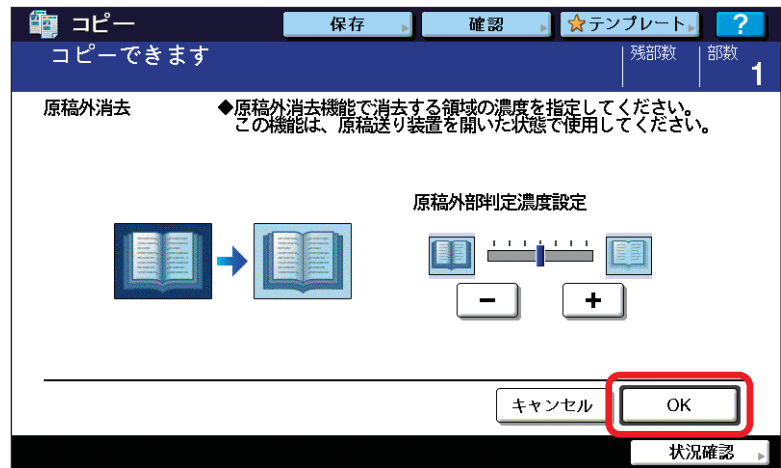 コピー
保存
確認
テンプレート
?
コピーできます
残部数
部数
1
原稿外消去
◆原稿外消去機能で消去する領域の濃度を指定してください。
この機能は、原稿送り装置を開いた状態で使用してください。
原稿外部判定濃度設定
− +
キャンセル
OK
状況確認